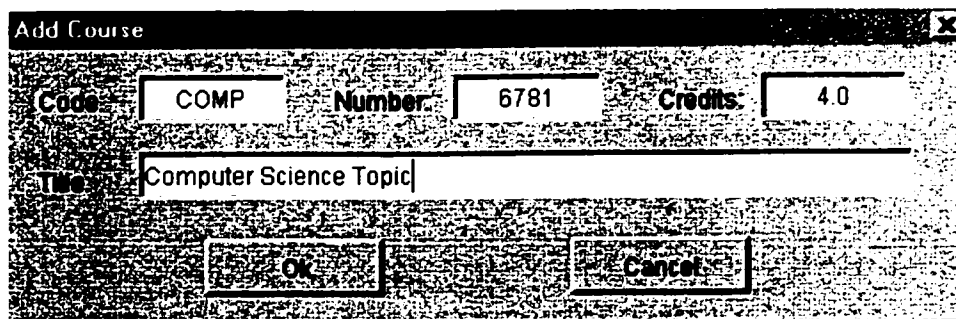 Add Course
Code: COMP Number: 6781 Credits: 4.0
Title: Computer Science Topic
Ok Cancel